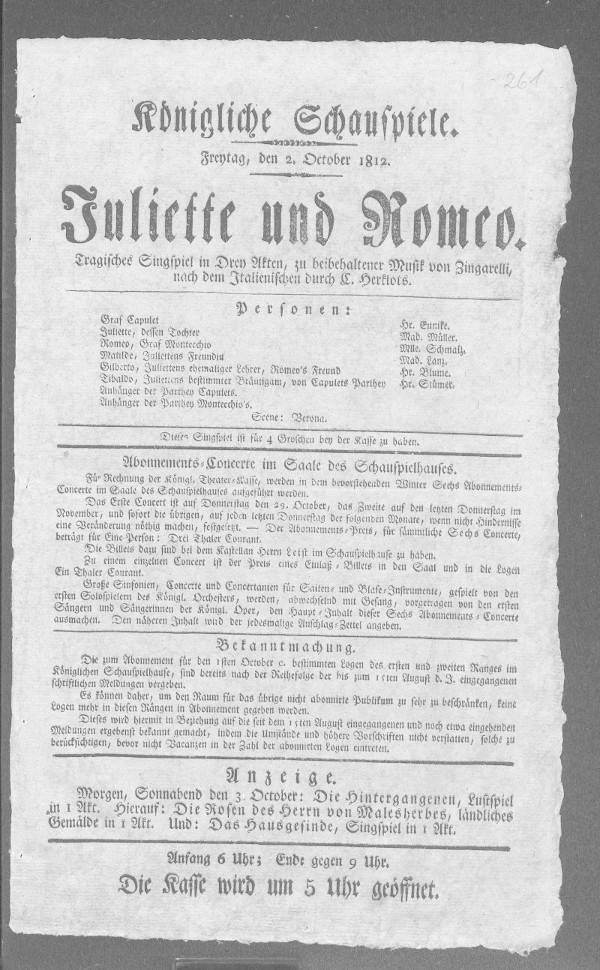 261
Königliche Schauspiele.
Freytag, den 2. October 1812.
Juliette und Romeo.
Tragisches Singspiel in Drey Akten, zu beibehaltener Musik von Zingarelli,
nach dem Italienischen durch C. Herklots.
Personen:
Graf Capulet Hr. Eunike.
Juliette, dessen Tochter Mad. Müller.
Romeo, Graf Montecchio Mlle. Schmalz.
Matilde, Juliettens Freundin Mad. Lanz.
Gilberto, Juliettens ehemaliger Lehrer, Romeo's Freund Hr. Blume.
Tibaldo, Juliettens bestimmter Bräutigam, von Capulets Parthey Hr. Stümer.
Anhänger der Parthey Capulets.
Anhänger der Parthey Montecchio's.
Scene: Verona.
Dieses Singspiel ist für 4 Groschen bey der Kasse zu haben.
Abonnements-Concerte im Saale des Schauspielhauses.
Für Rechnung der Königl. Theater-Kasse, werden in dem bevorstehenden Winter Sechs Abonnements-
Concerte im Saale des Schauspielhauses aufgeführt werden.
Das Erste Concert ist auf Donnerstag den 29. October, das Zweite auf den letzten Donnerstag im
November, und sofort die übrigen, auf jeden letzten Donnerstag der folgenden Monate, wenn nicht Hindernisse
eine Veränderung nöthig machen, festgesetzt. — Der Abonnements-Preis, für sämmtliche Sechs Concerte,
beträgt für Eine Person: Drei Thaler Courant.
Die Billets dazu sind bei dem Kastellan Herrn Leist im Schauspielhause zu haben.
Zu einem einzelnen Concert ist der Preis eines Einlaß-Billets in den Saal und in die Logen
Ein Thaler Courant.
Große Sinfonien, Concerte und Concertanten für Saiten- und Blase-Instrumente, gespielt von den
ersten Solospielern des Königl. Orchesters, werden, abwechselnd mit Gesang, vorgetragen von den ersten
Sängern und Sängerinnen der Königl. Oper, den Haupt-Inhalt dieser Sechs Abonnements-Concerte
ausmachen. Den näheren Inhalt wird der jedesmalige Anschlag-Zettel angeben.
Bekanntmachung.
Die zum Abonnement für den 1sten October c. bestimmten Logen des ersten und zweiten Ranges im
Königlichen Schauspielhause, sind bereits nach der Reihefolge der bis zum 15ten August d. J. eingegangenen
schriftlichen Meldungen vergeben.
Es können daher, um den Raum für das übrige nicht abonnirte Publikum zu sehr zu beschränken, keine
Logen mehr in diesen Rängen in Abonnement gegeben werden.
Dieses wird hiermit in Beziehung auf die seit dem 15ten August eingegangenen und noch etwa eingehenden
Meldungen ergebenst bekannt gemacht, indem die Umstände und höhere Vorschriften nicht verstatten, solche zu
berücksichtigen, bevor nicht Vacanzen in der Zahl der abonnirten Logen eintreten.
Anzeige.
Morgen, Sonnabend den 3. October: Die Hintergangenen, Lustspiel
in 1 Akt. Hierauf: Die Rosen des Herrn von Malesherbes, ländliches
Gemälde in 1 Akt. Und: Das Hausgesinde, Singspiel in 1 Akt.
Anfang 6 Uhr; Ende gegen 9 Uhr.
Die Kasse wird um 5 Uhr geöffnet.